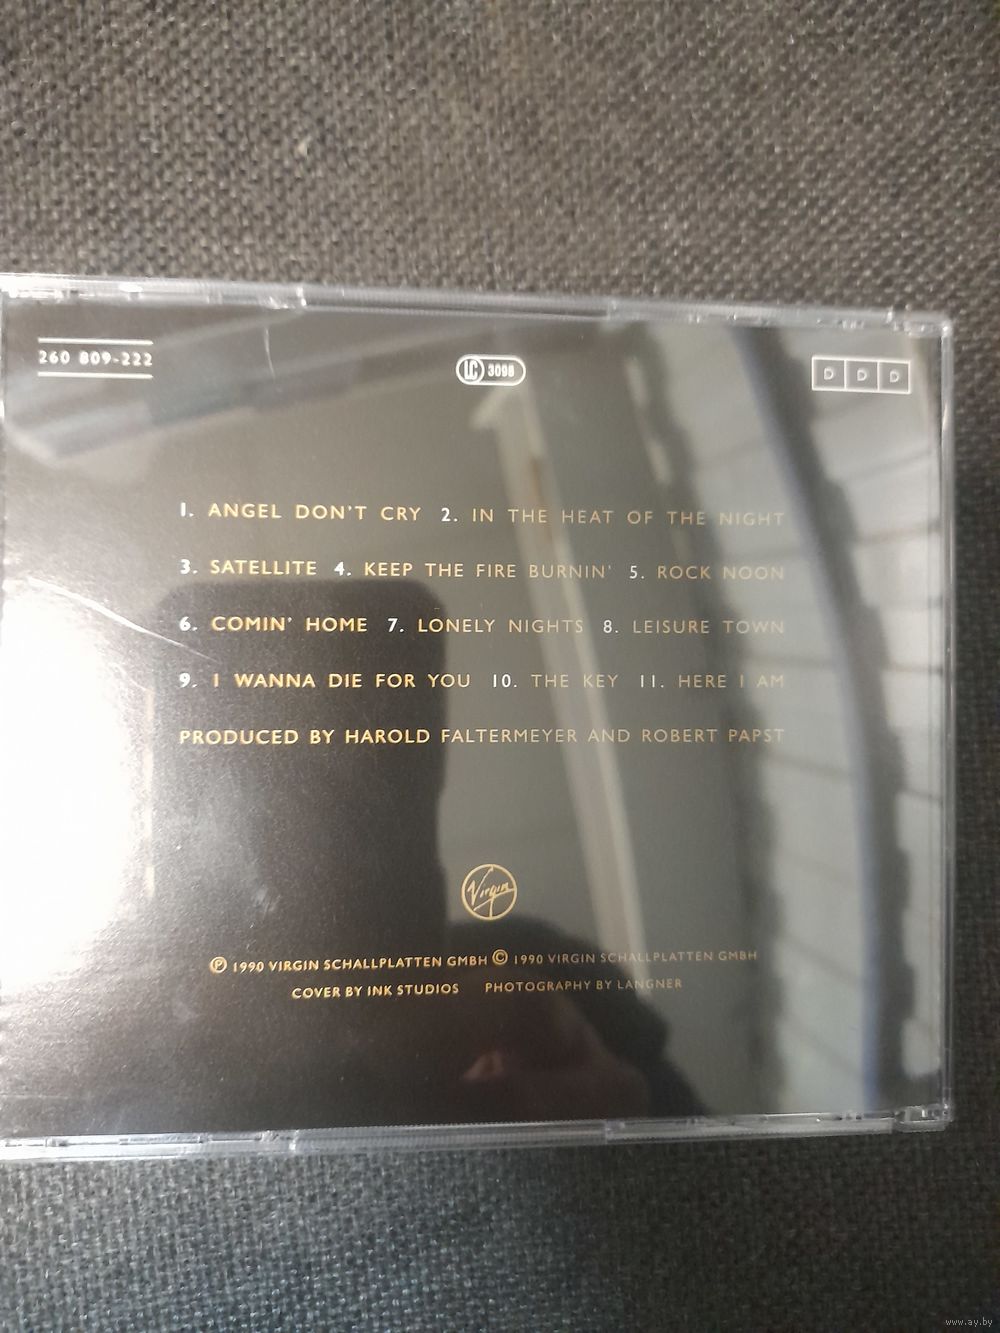 260 809-222
LC 3098
D D D
1. ANGEL DON'T CRY 2. IN THE HEAT OF THE NIGHT
3. SATELLITE 4. KEEP THE FIRE BURNIN' 5. ROCK NOON
6. COMIN' HOME 7. LONELY NIGHTS 8. LEISURE TOWN
9. I WANNA DIE FOR YOU 10. THE KEY 11. HERE I AM
PRODUCED BY HAROLD FALTERMEYER AND ROBERT PAPST
Virgin
℗ 1990 VIRGIN SCHALLPLATTEN GMBH © 1990 VIRGIN SCHALLPLATTEN GMBH
COVER BY INK STUDIOS PHOTOGRAPHY BY LANGNER
www.ay.by